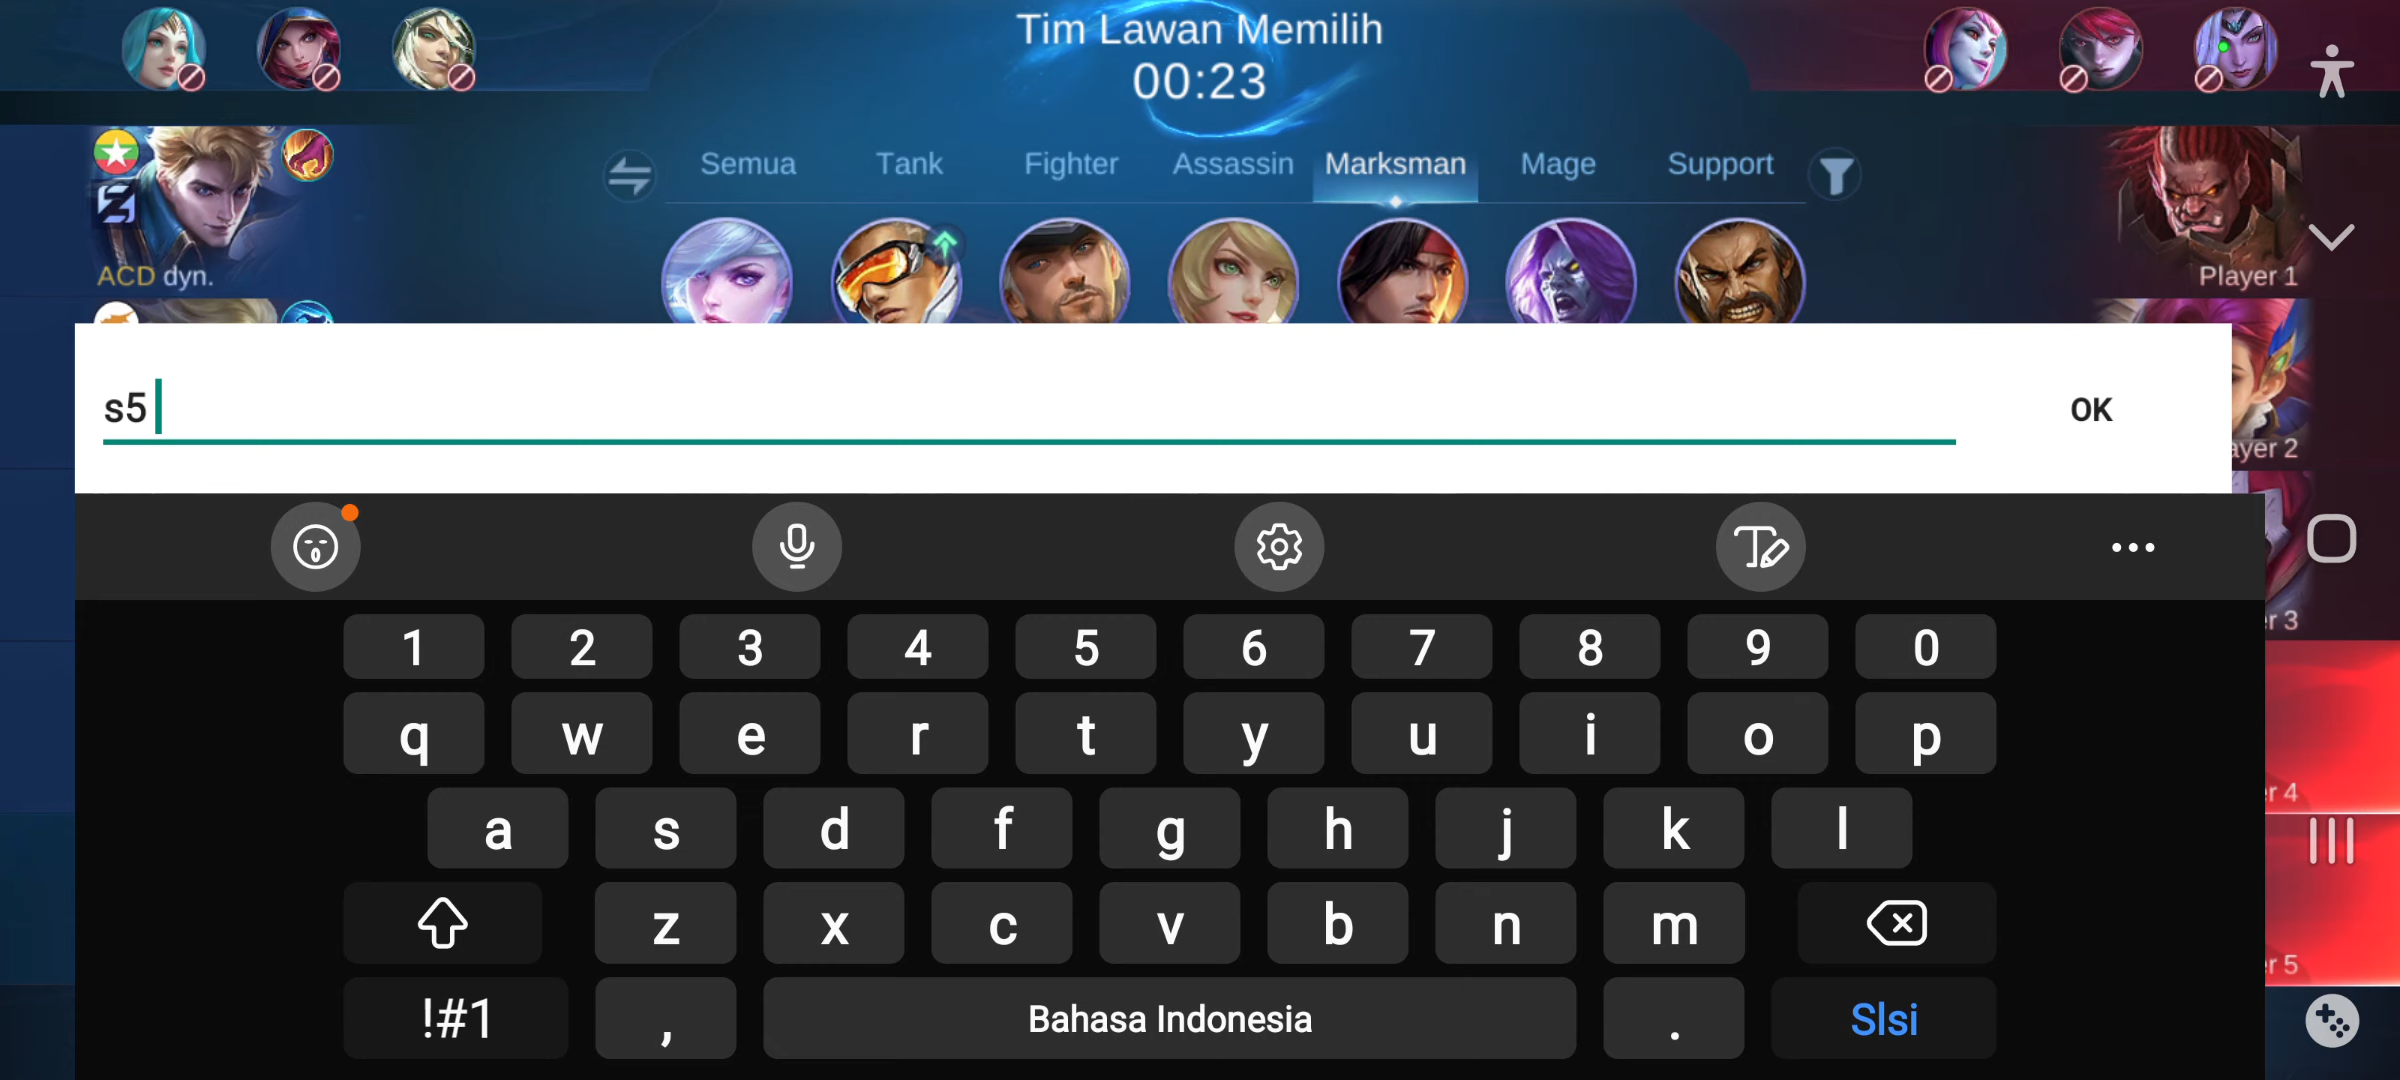 Tim Lawan Memilih
00:23
Semua Tank Fighter Assassin Marksman Mage Support
ACD dyn.
Player 1
s5
OK
ayer 2
r 3
r 4
r 5
1 2 3 4 5 6 7 8 9 0
q w e r t y u i o p
a s d f g h j k l
z x c v b n m
!#1 , Bahasa Indonesia . Slsi